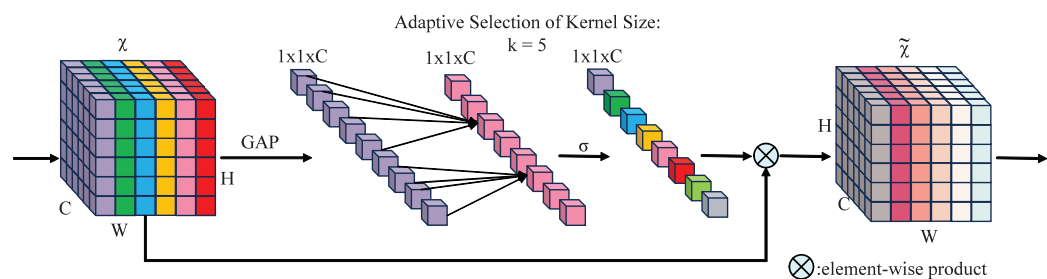 Adaptive Selection of Kernel Size:
k = 5
χ
1x1xC
1x1xC
1x1xC
χ̃
GAP
σ
H
C
W
H
C
W
⊗:element-wise product